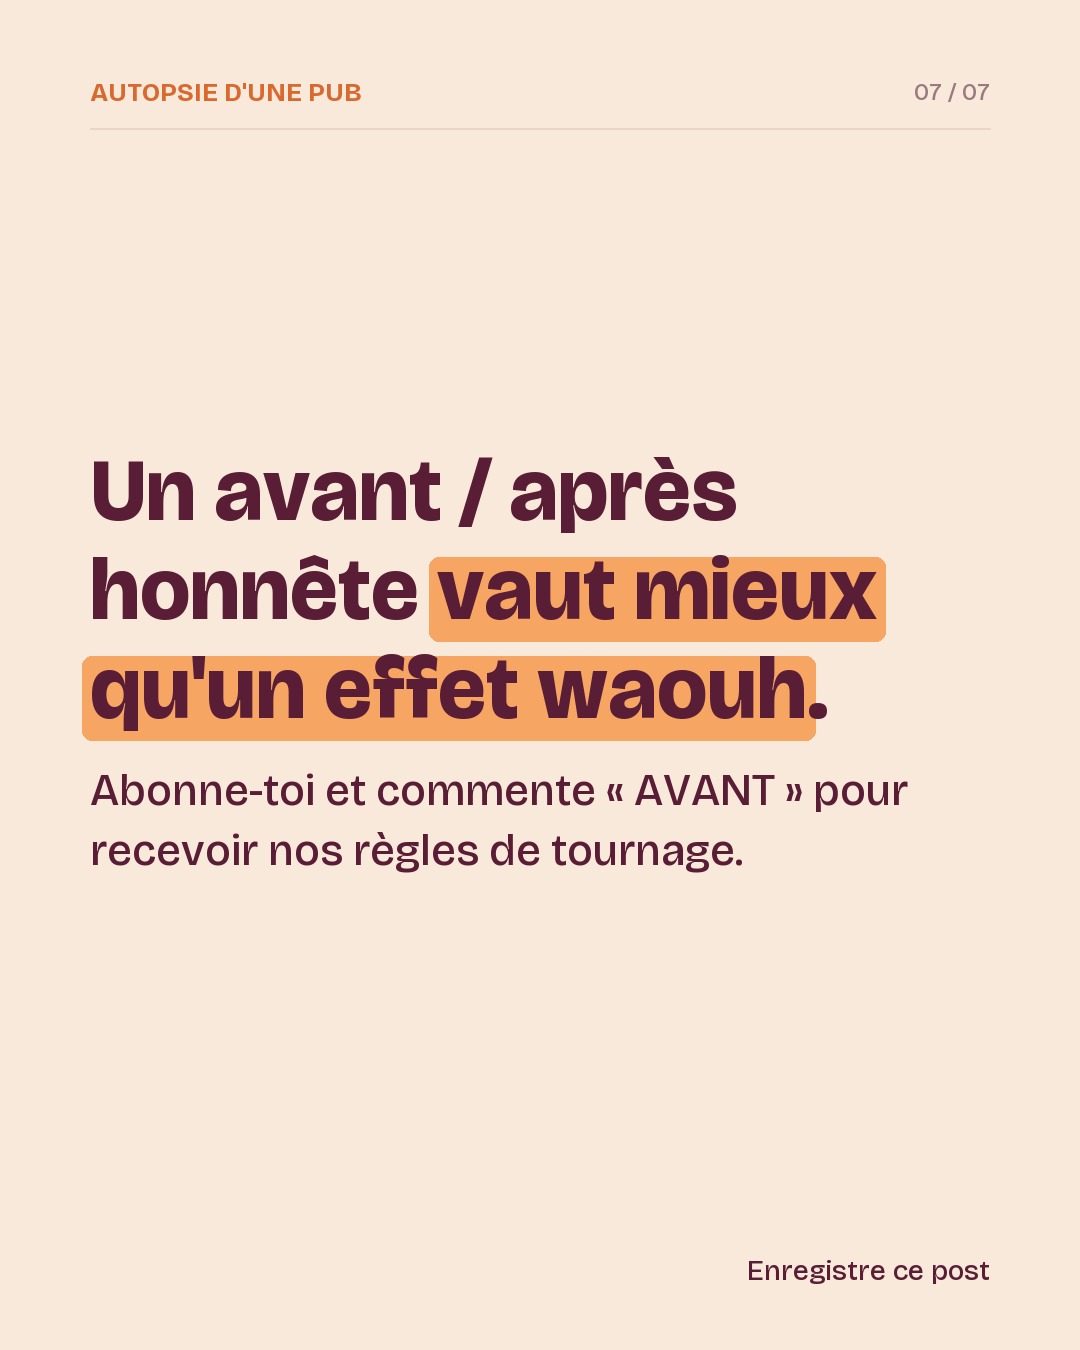 AUTOPSIE D'UNE PUB
07 / 07
Un avant / après
honnête vaut mieux
qu'un effet waouh.
Abonne-toi et commente « AVANT » pour
recevoir nos règles de tournage.
Enregistre ce post